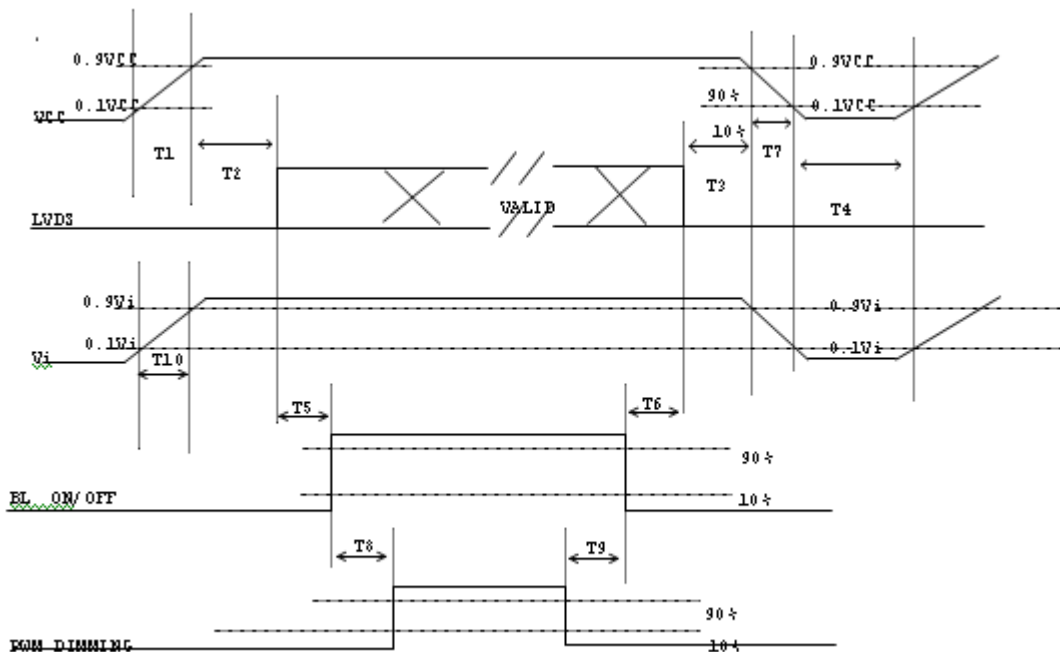 0.9VCC 0.9VCC
90%
0.1VCC 0.1VCC
VCC
10%
T1 T7
T2 T3
VALID T4
LVDS
0.9Vi 0.9Vi
0.1Vi 0.1Vi
Vi
T10
T5 T6
90%
BL ON/OFF 10%
T8 T9
90%
PWM DIMMING 10%